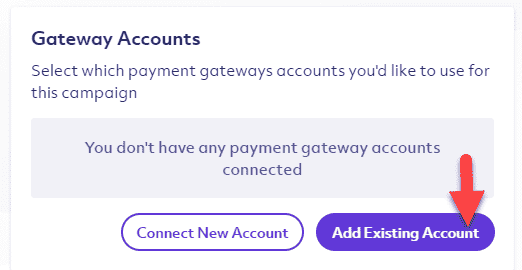 Gateway Accounts
Select which payment gateways accounts you'd like to use for
this campaign
You don't have any payment gateway accounts
connected
Connect New Account
Add Existing Account